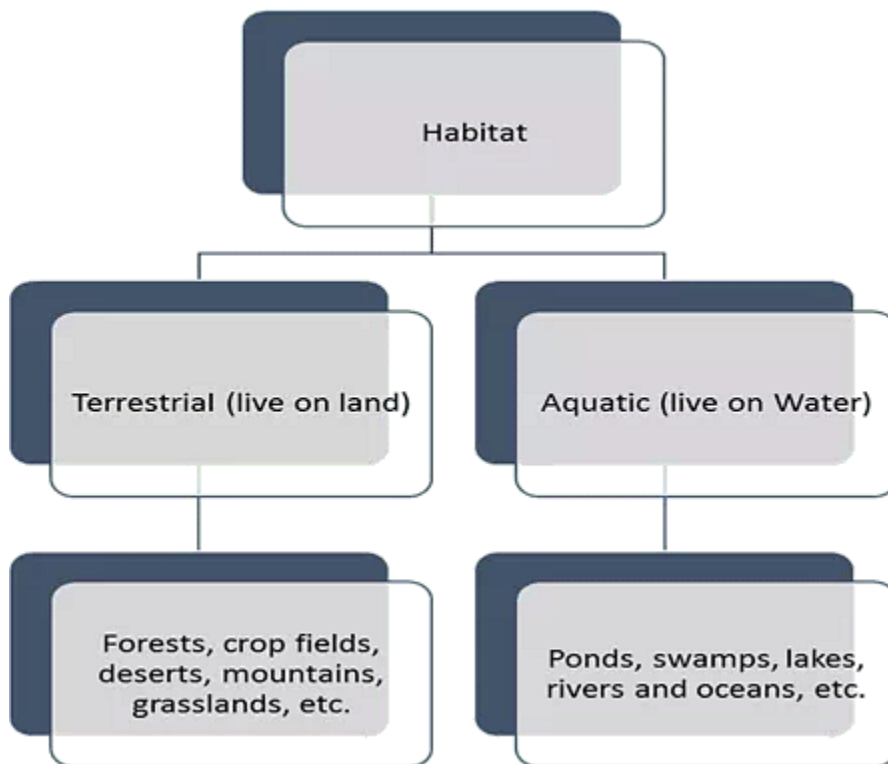 Habitat
Terrestrial (live on land)
Aquatic (live on Water)
Forests, crop fields,
deserts, mountains,
grasslands, etc.
Ponds, swamps, lakes,
rivers and oceans, etc.